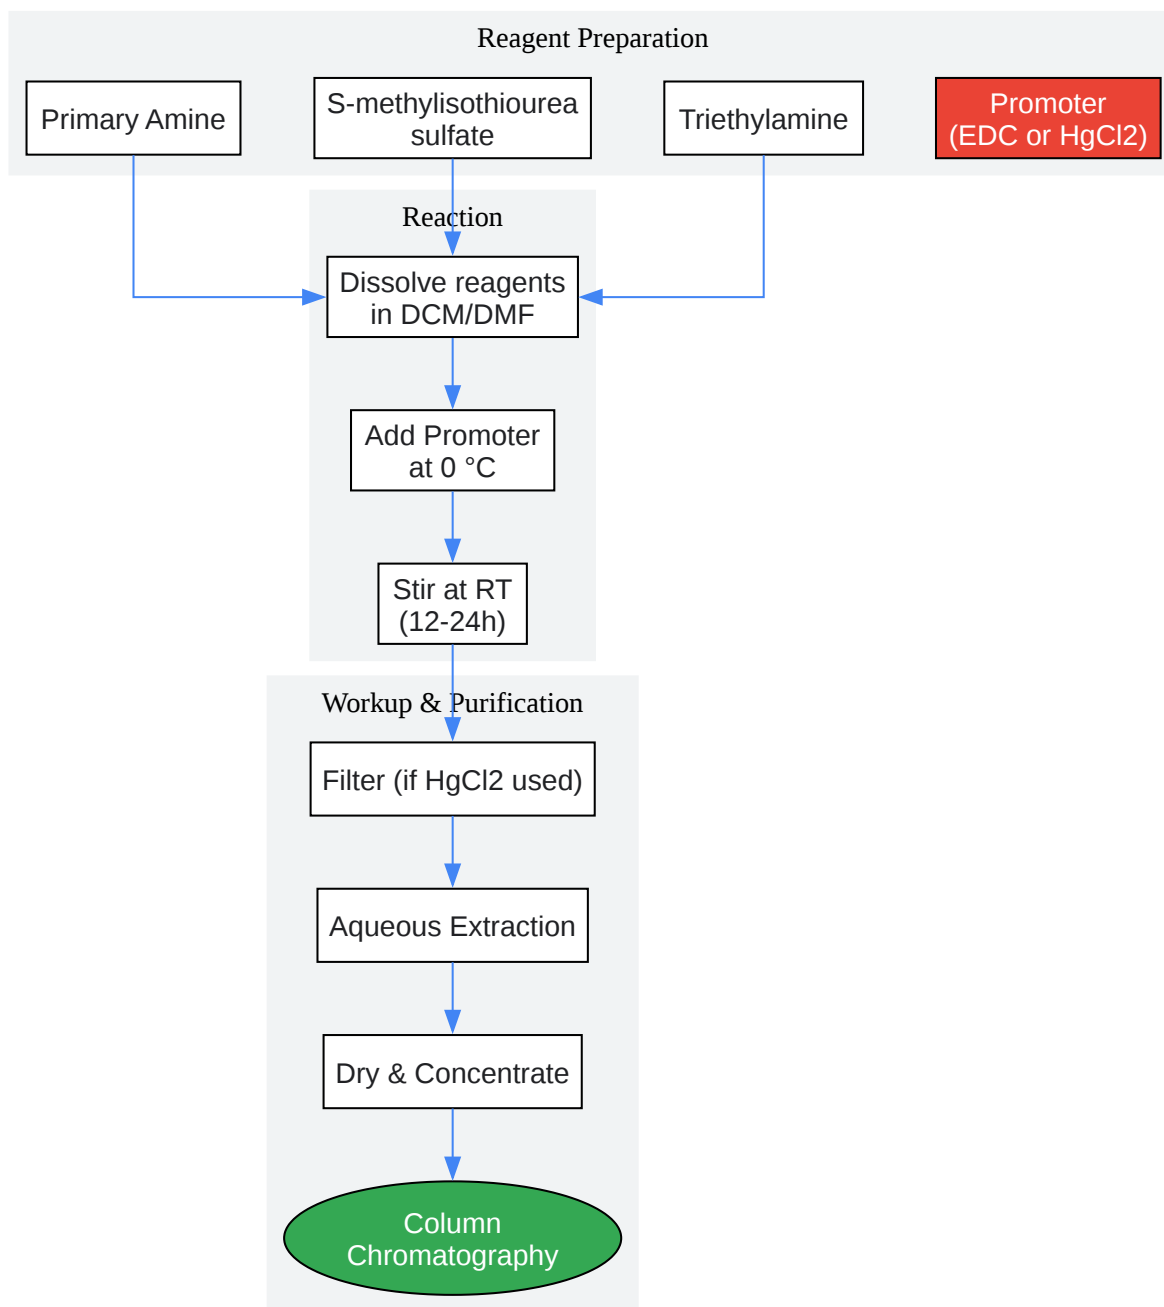 Reagent Preparation
Primary Amine
S-methylisothiourea
sulfate
Triethylamine
Promoter
(EDC or HgCl2)
Reaction
Dissolve reagents
in DCM/DMF
Add Promoter
at 0 °C
Stir at RT
(12-24h)
Workup & Purification
Filter (if HgCl2 used)
Aqueous Extraction
Dry & Concentrate
Column
Chromatography